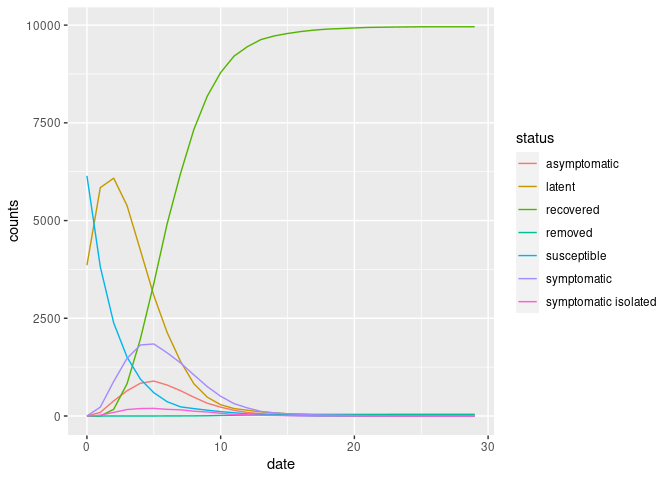 counts
10000
7500
5000
2500
0
0
10
20
30
date
status
asymptomatic
latent
recovered
removed
susceptible
symptomatic
symptomatic isolated